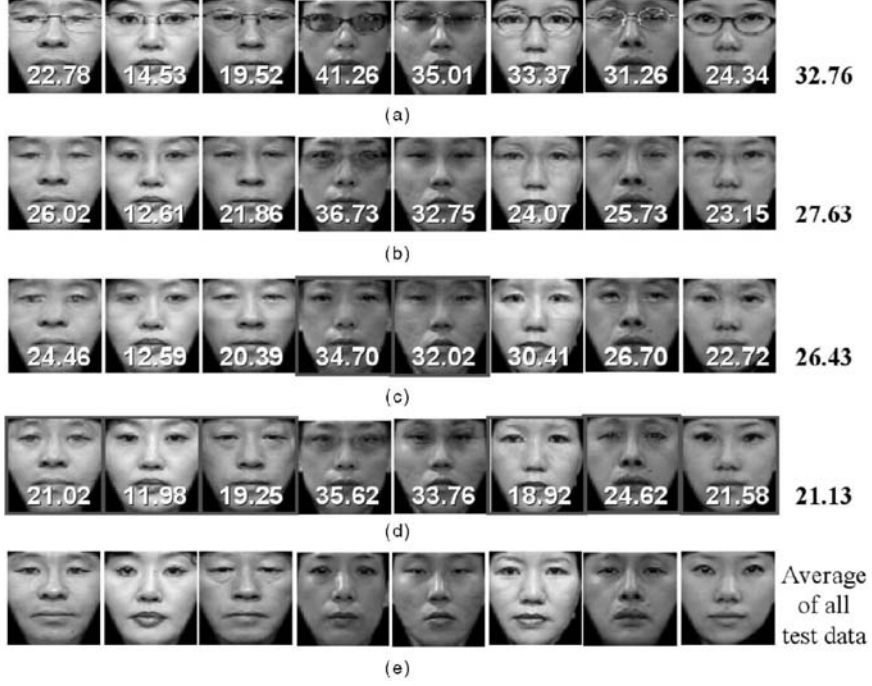 22.78 14.53 19.52 41.26 35.01 33.37 31.26 24.34 32.76
(a)
26.02 12.61 21.86 36.73 32.75 24.07 25.73 23.15 27.63
(b)
24.46 12.59 20.39 34.70 32.02 30.41 26.70 22.72 26.43
(c)
21.02 11.98 19.25 35.62 33.76 18.92 24.62 21.58 21.13
(d)
Average
of all
test data
(e)